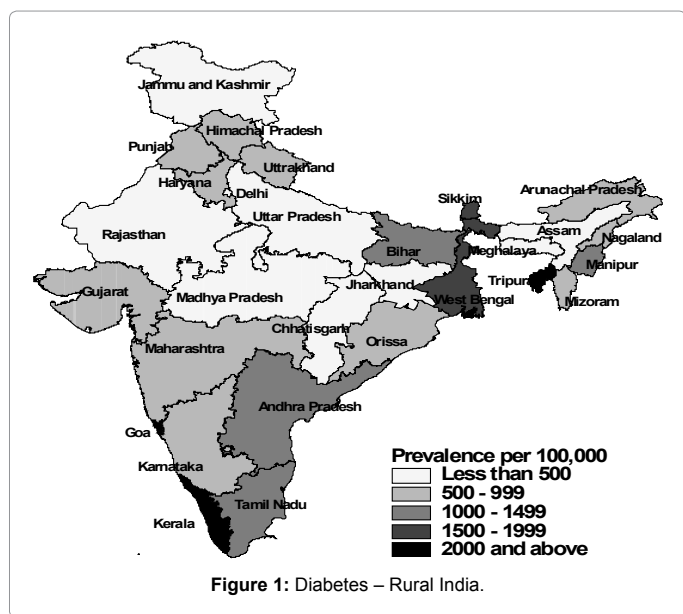 Jammu and Kashmir
Himachal Pradesh
Punjab
Uttrakhand
Haryana
Delhi
Arunachal Pradesh
Sikkim
Uttar Pradesh
Assam
Rajasthan
Nagaland
Bihar
Meghalaya
Manipur
Gujarat
Jharkhand
Tripura
Madhya Pradesh
West Bengal
Mizoram
Chhatisgarh
Orissa
Maharashtra
Andhra Pradesh
Goa
Karnataka
Tamil Nadu
Kerala
Prevalence per 100,000
Less than 500
500 - 999
1000 - 1499
1500 - 1999
2000 and above
Figure 1: Diabetes – Rural India.